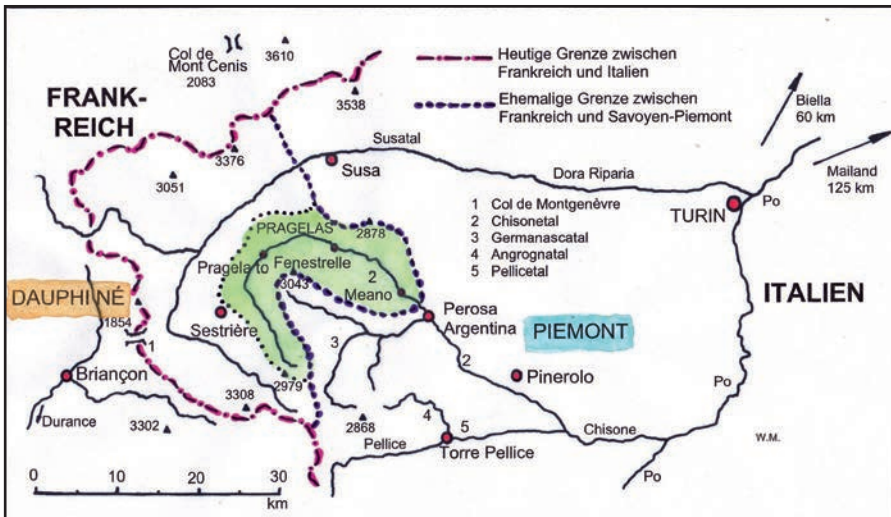 Col de
Mont Cenis
2083
3610
3538
Heutige Grenze zwischen
Frankreich und Italien
Ehemalige Grenze zwischen
Frankreich und Savoyen-Piemont
FRANK-
REICH
Biella
60 km
Mailand
125 km
3376
3051
Susatal
Susa
Dora Riparia
TURIN
Po
1 Col de Montgenèvre
2 Chisonetal
3 Germanascatal
4 Angrognatal
5 Pellicetal
PRAGELAS
2878
Pragelato
Fenestrelle
2
3043
Meano
DAUPHINÉ
1854
1
Sestrière
Perosa
Argentina
PIEMONT
ITALIEN
3
2
Briançon
2979
Pinerolo
Po
Durance
3302
3308
2868
4
5
Pellice
Torre Pellice
Chisone
W.M.
Po
0 10 20 30
km